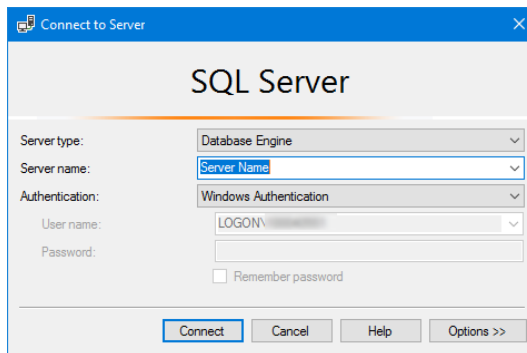 Connect to Server
SQL Server
Server type: Database Engine
Server name: Server Name
Authentication: Windows Authentication
User name: LOGON\
Password:
Remember password
Connect Cancel Help Options >>